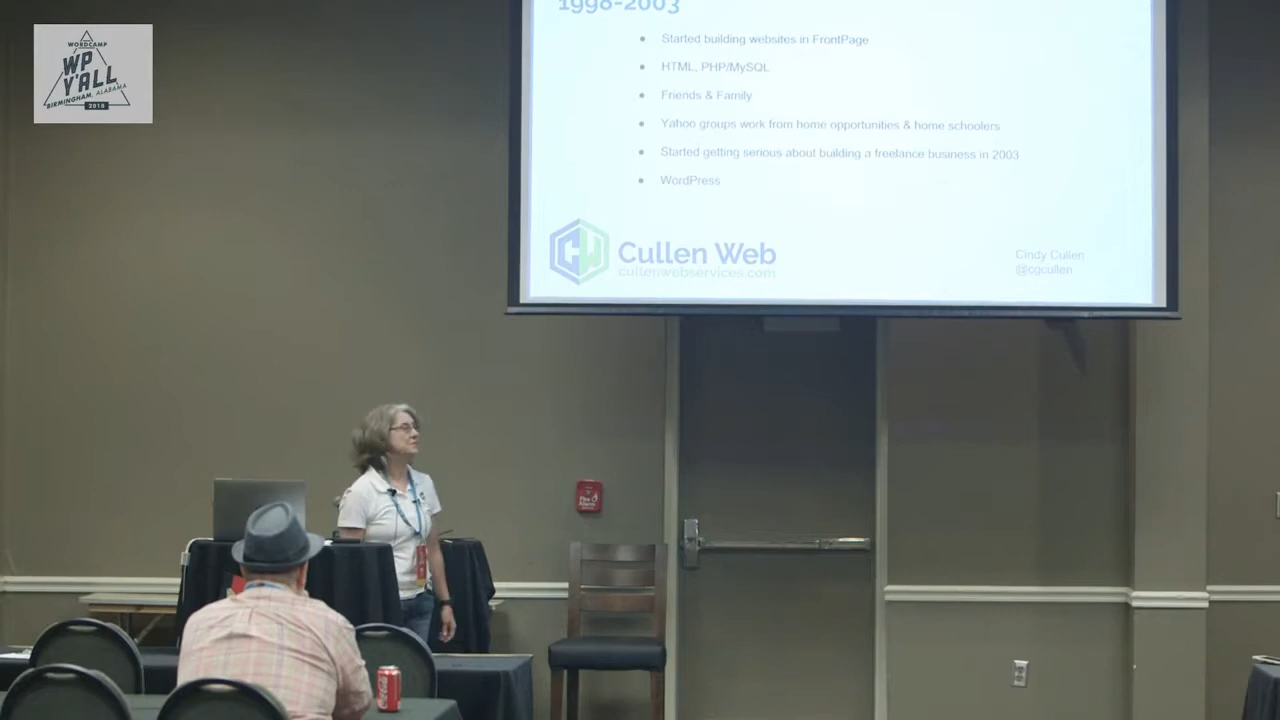 WORDCAMP
WP
Y'ALL
BIRMINGHAM, ALABAMA
2018
1998-2003
Started building websites in FrontPage
HTML, PHP/MySQL
Friends & Family
Yahoo groups work from home opportunities & home schoolers
Started getting serious about building a freelance business in 2003
WordPress
CW Cullen Web
cullenwebservices.com
Cindy Cullen
@cgcullen